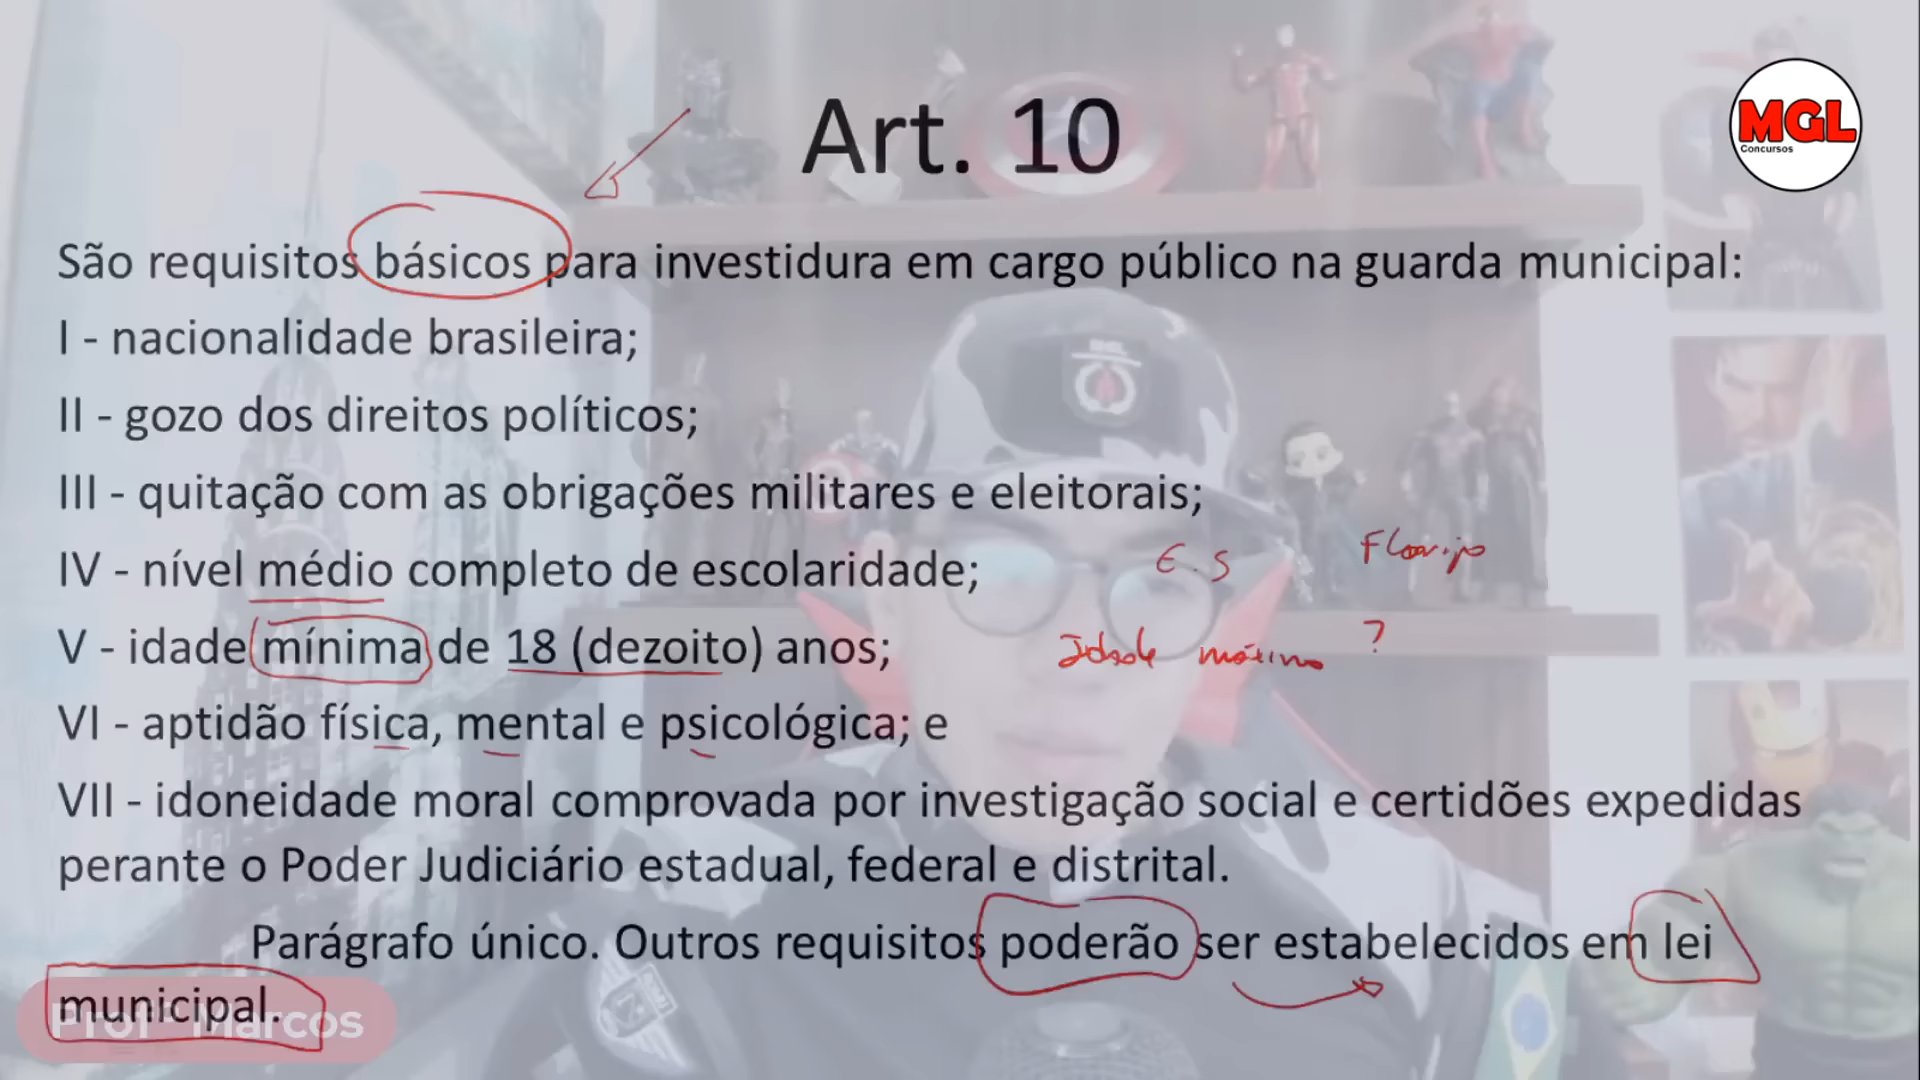 Art. 10
MGL
Concursos
São requisitos básicos para investidura em cargo público na guarda municipal:
I - nacionalidade brasileira;
II - gozo dos direitos políticos;
III - quitação com as obrigações militares e eleitorais;
IV - nível médio completo de escolaridade;
E.S
V - idade mínima de 18 (dezoito) anos;
?
VI - aptidão física, mental e psicológica; e
VII - idoneidade moral comprovada por investigação social e certidões expedidas
perante o Poder Judiciário estadual, federal e distrital.
Parágrafo único. Outros requisitos poderão ser estabelecidos em lei
municipal.
Profº Marcos